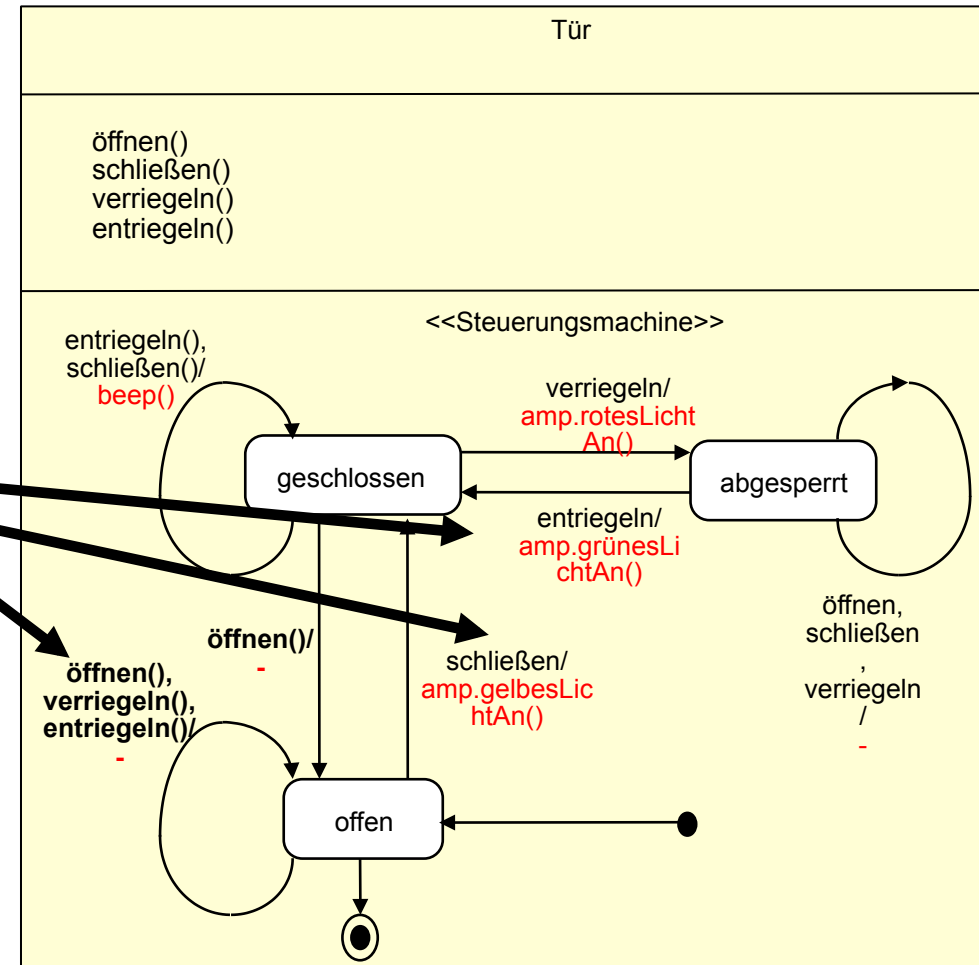 Tür
öffnen()
schließen()
verriegeln()
entriegeln()
<<Steuerungsmachine>>
entriegeln(),
schließen()/
beep()
verriegeln/
amp.rotesLicht
An()
geschlossen
abgesperrt
entriegeln/
amp.grünesLi
chtAn()
öffnen,
schließen
,
verriegeln
/
-
öffnen()/
-
schließen/
amp.gelbesLic
htAn()
öffnen(),
verriegeln(),
entriegeln()/
-
offen